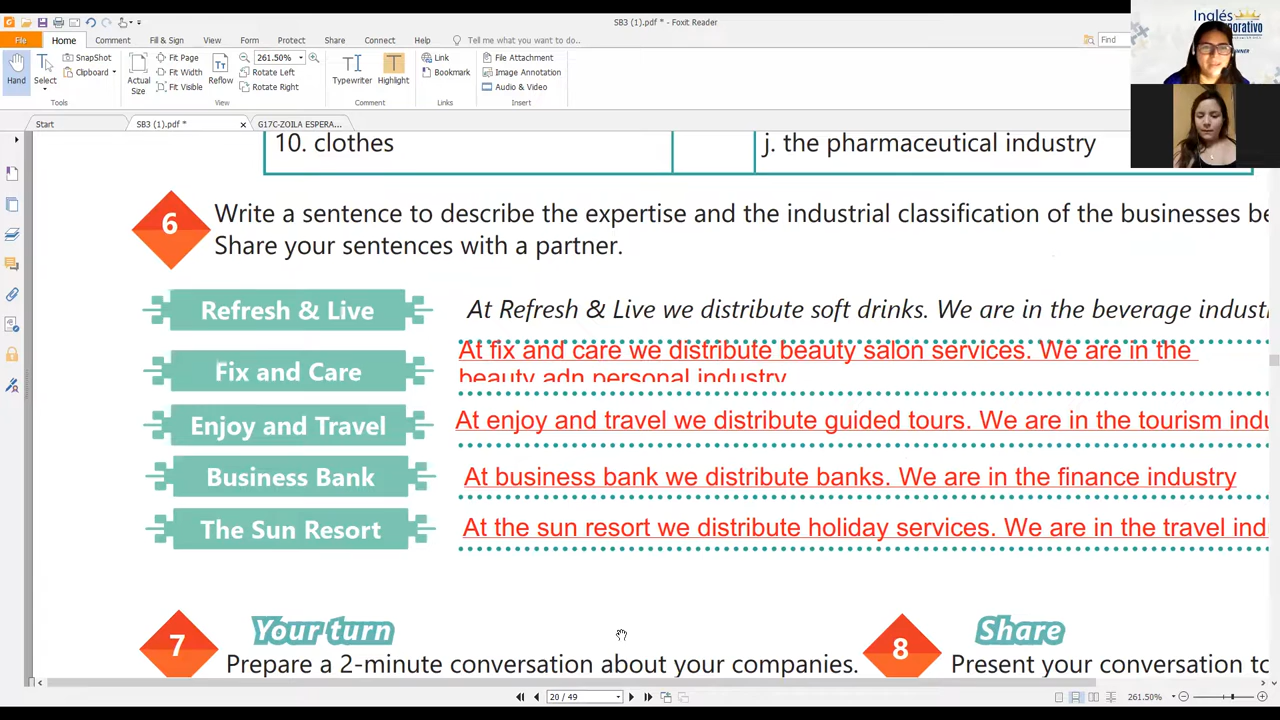 SB3 (1).pdf * - Foxit Reader
File Home Comment Fill & Sign View Form Protect Share Connect Help Tell me what you want to do... Find
Hand
Select
SnapShot
Clipboard
Tools
Actual Size
Fit Page
Fit Width
Fit Visible
Reflow
261.50%
Rotate Left
Rotate Right
View
Typewriter
Highlight
Comment
Link
Bookmark
Links
File Attachment
Image Annotation
Audio & Video
Insert
Inglés
Start SB3 (1).pdf * G17C-ZOILA ESPERA...
10. clothes j. the pharmaceutical industry
6 Write a sentence to describe the expertise and the industrial classification of the businesses be
Share your sentences with a partner.
Refresh & Live At Refresh & Live we distribute soft drinks. We are in the beverage indust
Fix and Care At fix and care we distribute beauty salon services. We are in the
beauty adn personal industry
Enjoy and Travel At enjoy and travel we distribute guided tours. We are in the tourism indu
Business Bank At business bank we distribute banks. We are in the finance industry
The Sun Resort At the sun resort we distribute holiday services. We are in the travel ind
7 Your turn
Prepare a 2-minute conversation about your companies.
8 Share
Present your conversation to
20 / 49 261.50%